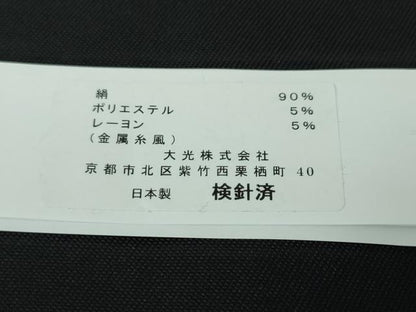 絹 90%
ポリエステル 5%
レーヨン 5%
(金属糸風)
大光株式会社
京都市北区紫竹西栗栖町 40
日本製 検針済